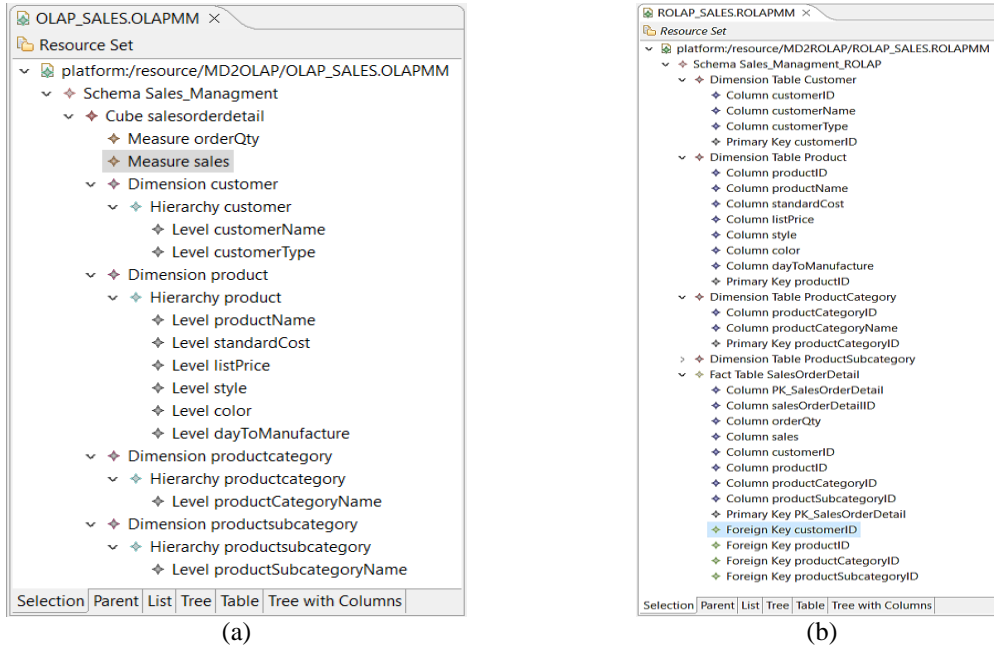 OLAP_SALES.OLAPMM ×
Resource Set
platform:/resource/MD2OLAP/OLAP_SALES.OLAPMM
Schema Sales_Managment
Cube salesorderdetail
Measure orderQty
Measure sales
Dimension customer
Hierarchy customer
Level customerName
Level customerType
Dimension product
Hierarchy product
Level productName
Level standardCost
Level listPrice
Level style
Level color
Level dayToManufacture
Dimension productcategory
Hierarchy productcategory
Level productCategoryName
Dimension productsubcategory
Hierarchy productsubcategory
Level productSubcategoryName
Selection Parent List Tree Table Tree with Columns
(a)
ROLAP_SALES.ROLAPMM ×
Resource Set
platform:/resource/MD2ROLAP/ROLAP_SALES.ROLAPMM
Schema Sales_Managment_ROLAP
Dimension Table Customer
Column customerID
Column customerName
Column customerType
Primary Key customerID
Dimension Table Product
Column productID
Column productName
Column standardCost
Column listPrice
Column style
Column color
Column dayToManufacture
Primary Key productID
Dimension Table ProductCategory
Column productCategoryID
Column productCategoryName
Primary Key productCategoryID
Dimension Table ProductSubcategory
Fact Table SalesOrderDetail
Column PK_SalesOrderDetail
Column salesOrderDetailID
Column orderQty
Column sales
Column customerID
Column productID
Column productCategoryID
Column productSubcategoryID
Primary Key PK_SalesOrderDetail
Foreign Key customerID
Foreign Key productID
Foreign Key productCategoryID
Foreign Key productSubcategoryID
Selection Parent List Tree Table Tree with Columns
(b)